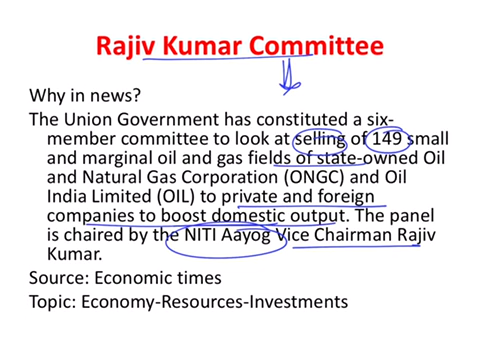 Rajiv Kumar Committee
Why in news?
The Union Government has constituted a six-
member committee to look at selling of 149 small
and marginal oil and gas fields of state-owned Oil
and Natural Gas Corporation (ONGC) and Oil
India Limited (OIL) to private and foreign
companies to boost domestic output. The panel
is chaired by the NITI Aayog Vice Chairman Rajiv
Kumar.
Source: Economic times
Topic: Economy-Resources-Investments